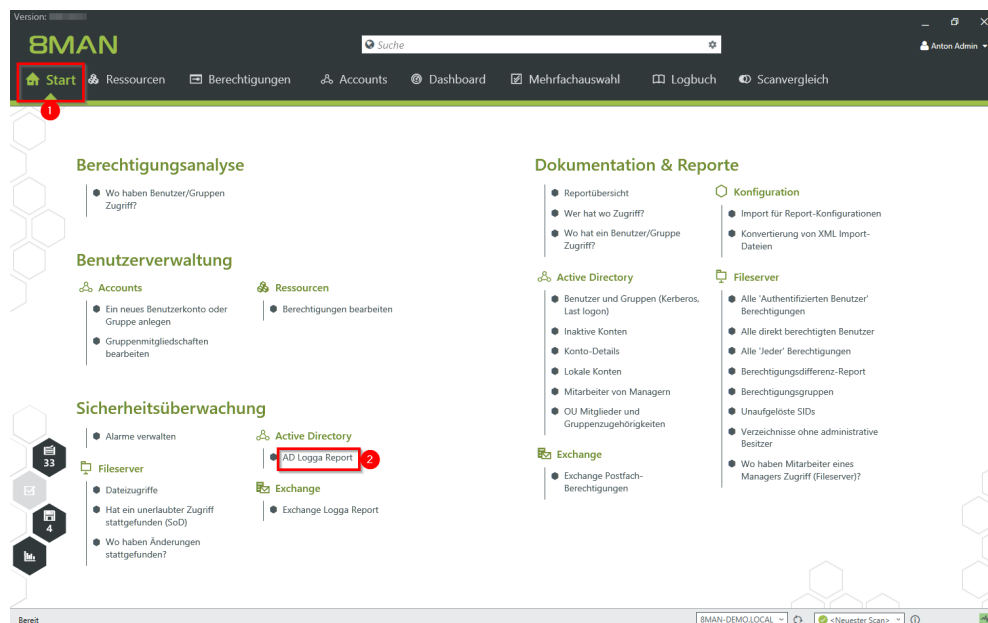 Version:
8MAN
Suche
Anton Admin
Start
Ressourcen
Berechtigungen
Accounts
Dashboard
Mehrfachauswahl
Logbuch
Scanvergleich
1
Berechtigungsanalyse
Wo haben Benutzer/Gruppen
Zugriff?
Benutzerverwaltung
Accounts
Ein neues Benutzerkonto oder
Gruppe anlegen
Gruppenmitgliedschaften
bearbeiten
Ressourcen
Berechtigungen bearbeiten
Sicherheitsüberwachung
Alarme verwalten
Fileserver
Dateizugriffe
Hat ein unerlaubter Zugriff
stattgefunden (SoD)
Wo haben Änderungen
stattgefunden?
Active Directory
AD Logga Report
2
Exchange
Exchange Logga Report
Dokumentation & Reporte
Reportübersicht
Wer hat wo Zugriff?
Wo hat ein Benutzer/Gruppe
Zugriff?
Konfiguration
Import für Report-Konfigurationen
Konvertierung von XML Import-
Dateien
Active Directory
Benutzer und Gruppen (Kerberos,
Last logon)
Inaktive Konten
Konto-Details
Lokale Konten
Mitarbeiter von Managern
OU Mitglieder und
Gruppenzugehörigkeiten
Exchange
Exchange Postfach-
Berechtigungen
Fileserver
Alle 'Authentifizierten Benutzer'
Berechtigungen
Alle direkt berechtigten Benutzer
Alle 'Jeder' Berechtigungen
Berechtigungsdifferenz-Report
Berechtigungsgruppen
Unaufgelöste SIDs
Verzeichnisse ohne administrative
Besitzer
Wo haben Mitarbeiter eines
Managers Zugriff (Fileserver)?
33
4
Bereit
8MAN-DEMO.LOCAL
<Neuester Scan>